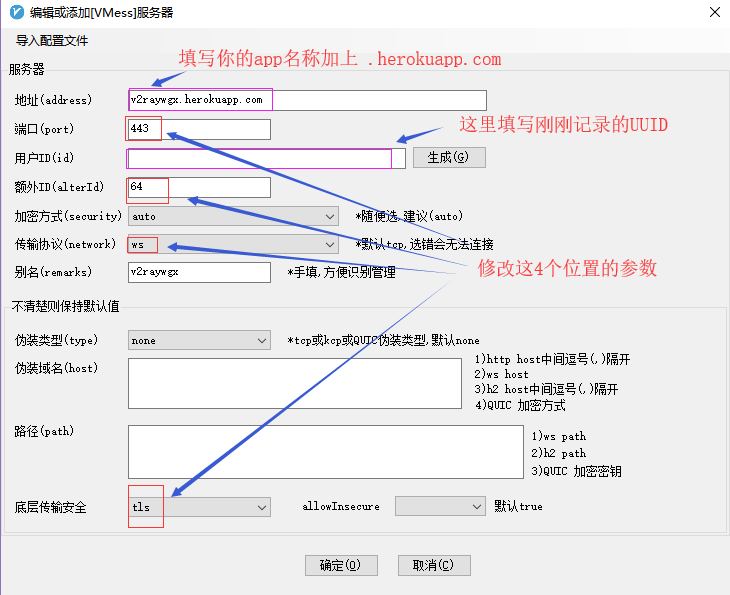 编辑或添加[VMess]服务器
导入配置文件
填写你的app名称加上 .herokuapp.com
服务器
地址(address) v2raywgx.herokuapp.com
端口(port) 443
这里填写刚刚记录的UUID
用户ID(id) 生成(G)
额外ID(alterId) 64
加密方式(security) auto *随便选,建议(auto)
传输协议(network) ws *默认tcp,选错会无法连接
修改这4个位置的参数
别名(remarks) v2raywgx *手填,方便识别管理
不清楚则保持默认值
伪装类型(type) none *tcp或kcp或QUIC伪装类型,默认none
伪装域名(host)
1)http host中间逗号(,)隔开
2)ws host
3)h2 host中间逗号(,)隔开
4)QUIC 加密方式
路径(path)
1)ws path
2)h2 path
3)QUIC 加密密钥
底层传输安全 tls allowInsecure 默认true
确定(O) 取消(C)